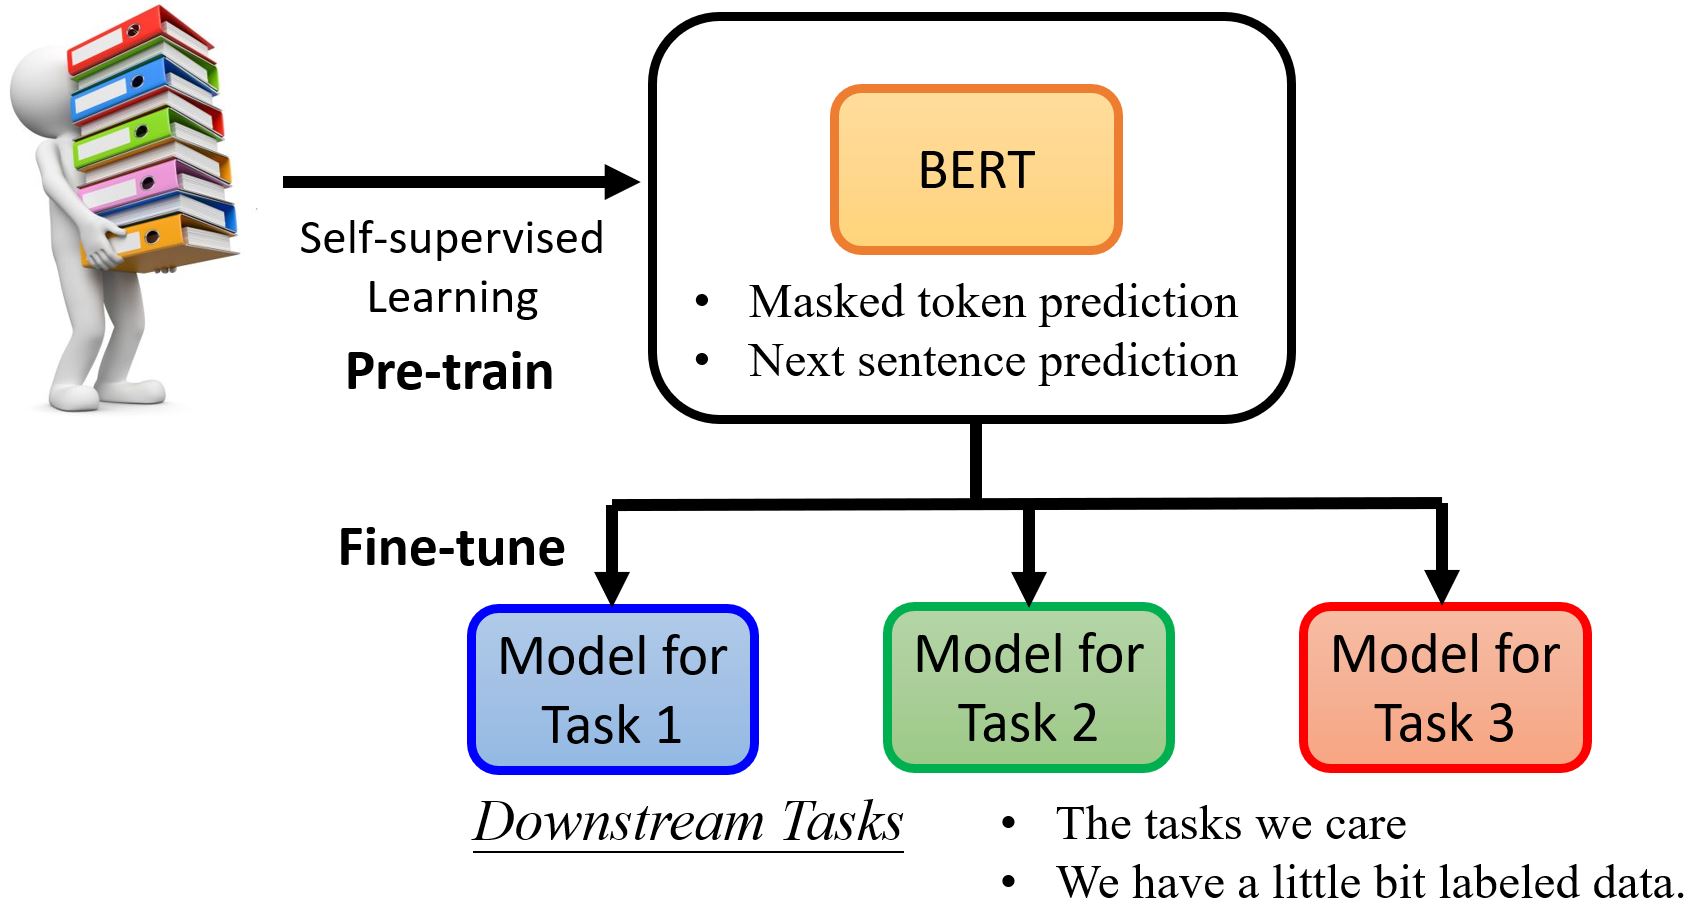 BERT
Self-supervised
Learning
Pre-train
• Masked token prediction
• Next sentence prediction
Fine-tune
Model for
Task 1
Model for
Task 2
Model for
Task 3
Downstream Tasks
• The tasks we care
• We have a little bit labeled data.